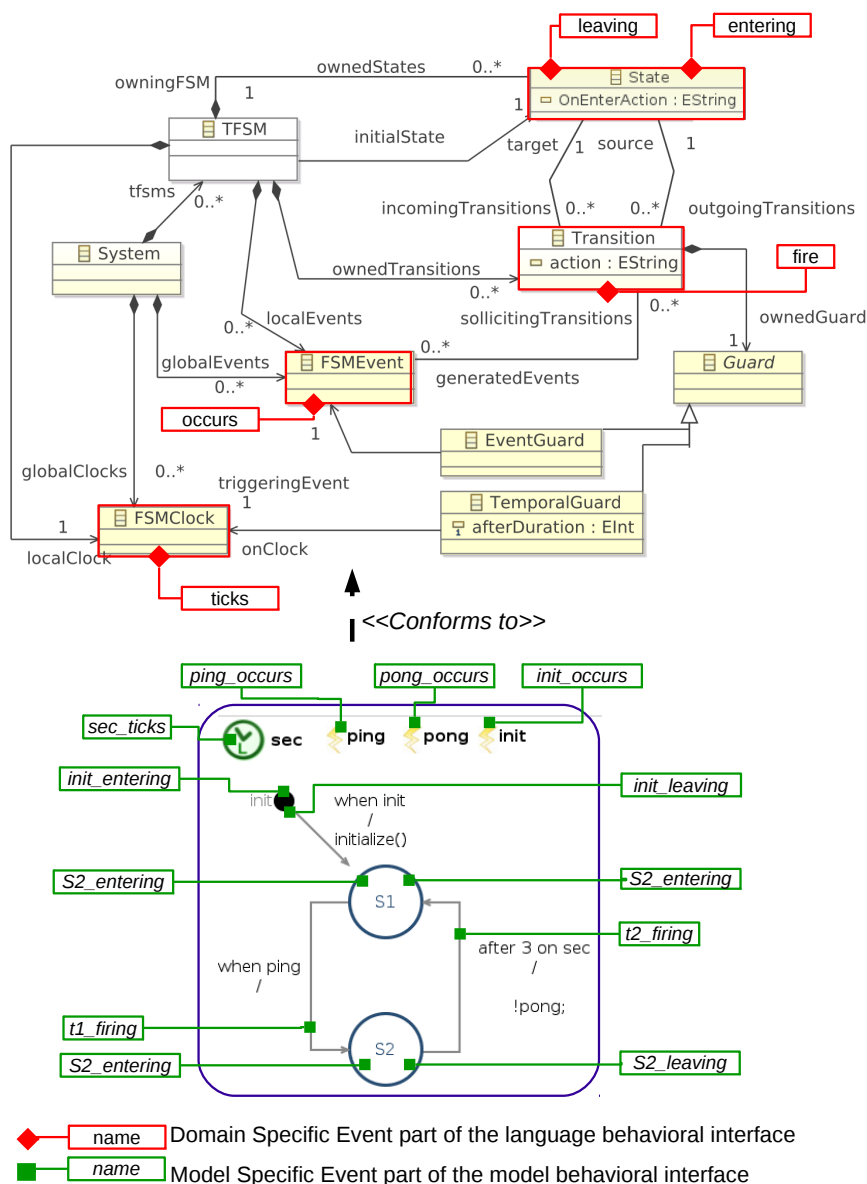 leaving
entering
ownedStates
0..*
owningFSM
1
State
OnEnterAction : EString
TFSM
initialState
1
target
1
source
1
tfsms
0..*
incomingTransitions
0..*
0..*
outgoingTransitions
System
Transition
action : EString
fire
ownedTransitions
0..*
0..*
localEvents
0..*
sollicitingTransitions
ownedGuard
1
globalEvents
0..*
FSMEvent
0..*
generatedEvents
Guard
occurs
1
EventGuard
globalClocks
0..*
triggeringEvent
1
TemporalGuard
afterDuration : EInt
FSMClock
1
localClock
onClock
ticks
<<Conforms to>>
ping_occurs
pong_occurs
init_occurs
sec_ticks
sec
ping
pong
init
init_entering
init
when init
/
initialize()
init_leaving
S2_entering
S2_entering
S1
t2_firing
after 3 on sec
/
!pong;
when ping
/
t1_firing
S2
S2_entering
S2_leaving
name
Domain Specific Event part of the language behavioral interface
name
Model Specific Event part of the model behavioral interface